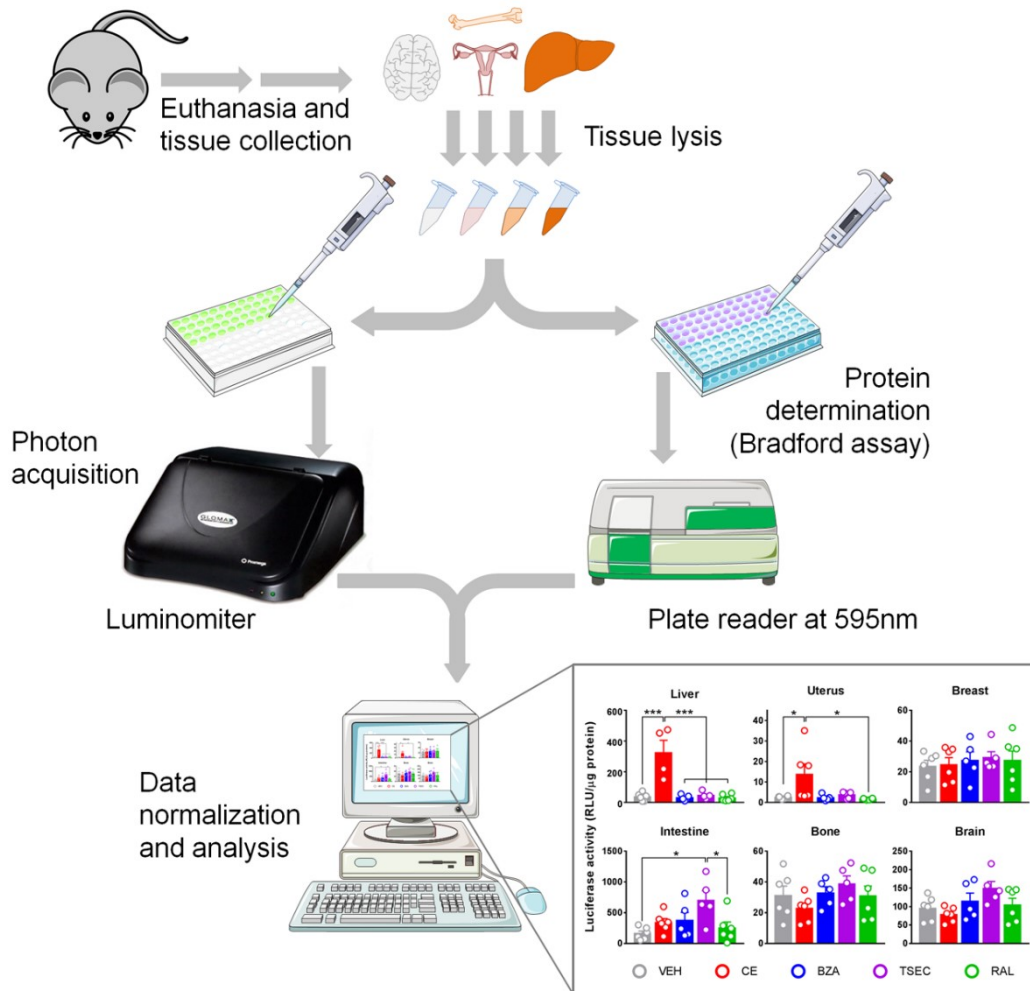 Euthanasia and
tissue collection
Tissue lysis
Protein
determination
(Bradford assay)
Photon
acquisition
GLOMAX
Promega
Luminomiter
Plate reader at 595nm
Data
normalization
and analysis
Luciferase activity (RLU/µg protein)
Liver
600
400
200
0
***
***
Uterus
40
30
20
10
0
*
*
Breast
60
40
20
0
Intestine
1500
1000
500
0
*
*
Bone
60
40
20
0
Brain
250
200
150
100
50
0
VEH
CE
BZA
TSEC
RAL